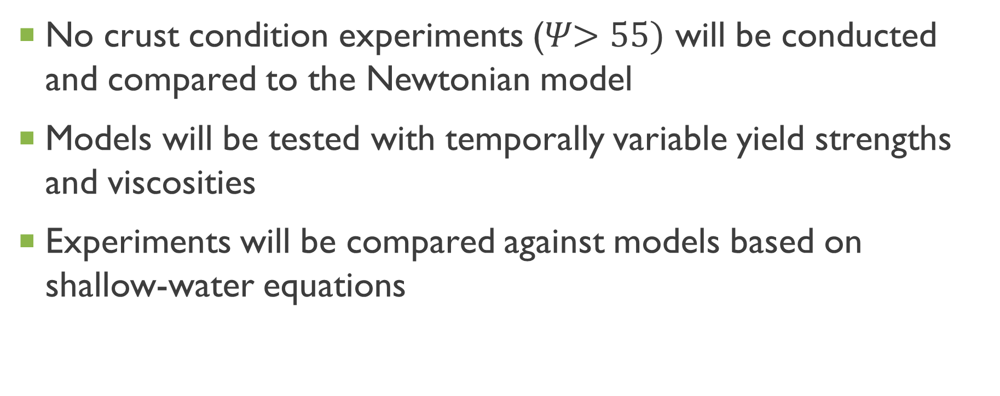 ▪ No crust condition experiments (𝛹> 55) will be conducted
and compared to the Newtonian model
▪ Models will be tested with temporally variable yield strengths
and viscosities
▪ Experiments will be compared against models based on
shallow-water equations